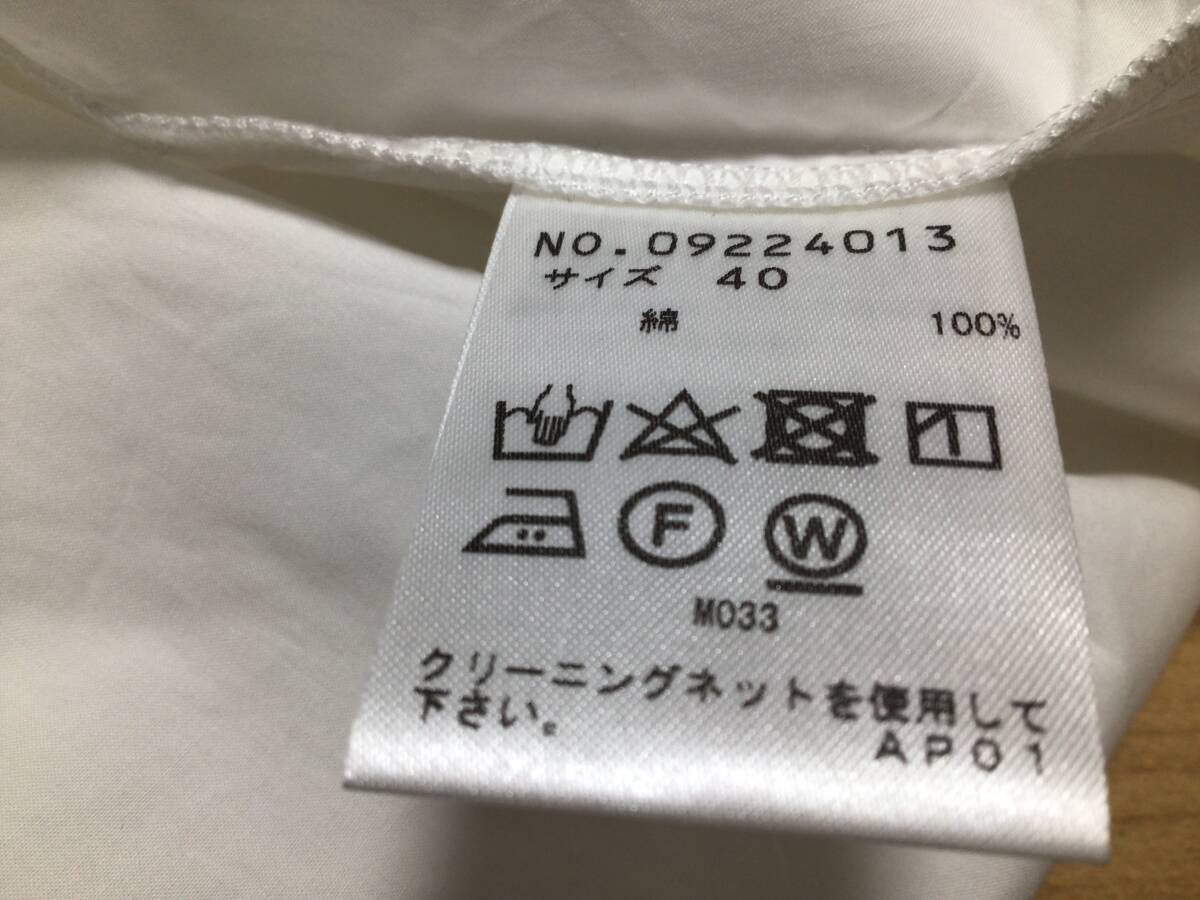 NO.09224013
サイズ 40
綿 100%
F W
M033
クリーニングネットを使用して
下さい。
AP01